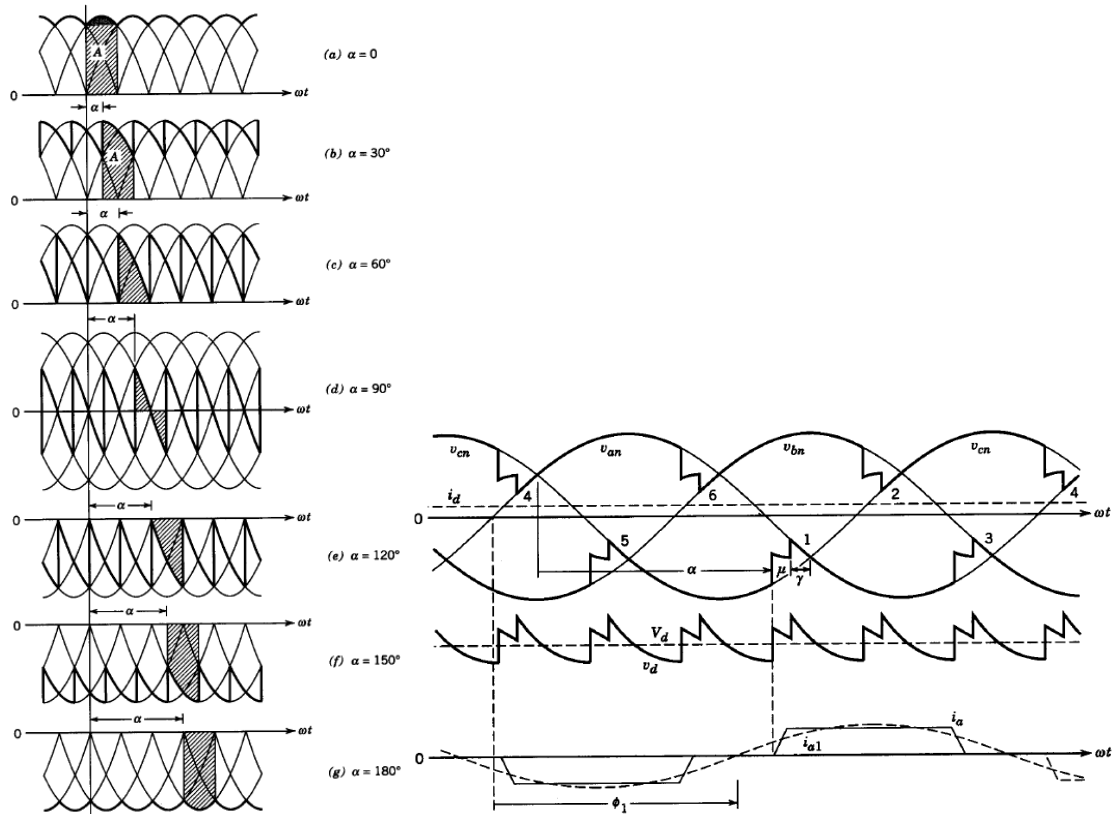 A
(a) α = 0
0
ωt
α
A
(b) α = 30°
0
ωt
α
(c) α = 60°
0
ωt
α
(d) α = 90°
0
ωt
α
0
ωt
(e) α = 120°
α
0
ωt
(f) α = 150°
α
0
ωt
(g) α = 180°
v_cn
v_an
v_bn
v_cn
4
6
2
4
i_d
0
ωt
5
1
3
α
μ
γ
V_d
v_d
i_a
i_a1
0
ωt
ϕ_1